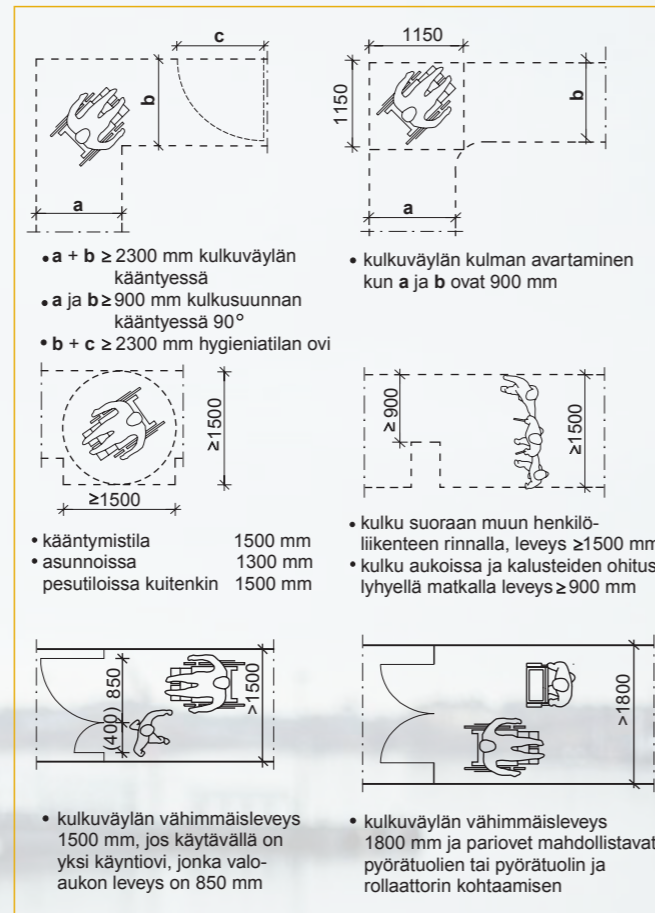 c
b
a
• a + b ≥ 2300 mm kulkuväylän
kääntyessä
• a ja b ≥ 900 mm kulkusuunnan
kääntyessä 90°
• b + c ≥ 2300 mm hygieniatilan ovi
1150
1150
b
a
• kulkuväylän kulman avartaminen
kun a ja b ovat 900 mm
≥1500
≥1500
• kääntymistila 1500 mm
• asunnoissa 1300 mm
pesutiloissa kuitenkin 1500 mm
≥ 900
≥1500
• kulku suoraan muun henkilö-
liikenteen rinnalla, leveys ≥1500 mm
• kulku aukoissa ja kalusteiden ohitus
lyhyellä matkalla leveys ≥ 900 mm
850
(400)
>1500
• kulkuväylän vähimmäisleveys
1500 mm, jos käytävällä on
yksi käyntiovi, jonka valo-
aukon leveys on 850 mm
>1800
• kulkuväylän vähimmäisleveys
1800 mm ja pariovet mahdollistavat
pyörätuolien tai pyörätuolin ja
rollaattorin kohtaamisen